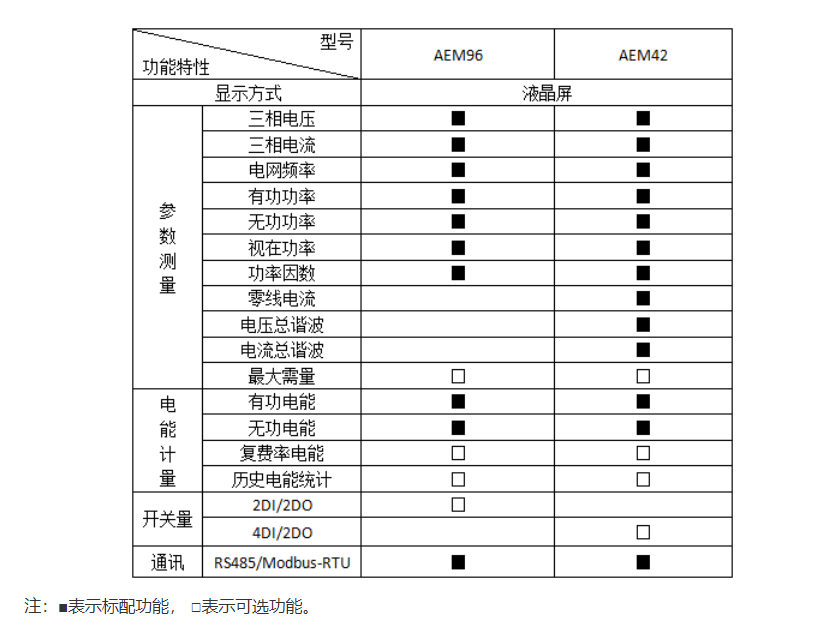 型号
功能特性 AEM96 AEM42
显示方式 液晶屏
参数测量
三相电压 ■ ■
三相电流 ■ ■
电网频率 ■ ■
有功功率 ■ ■
无功功率 ■ ■
视在功率 ■ ■
功率因数 ■ ■
零线电流 ■
电压总谐波 ■
电流总谐波 ■
最大需量 □ □
电能计量
有功电能 ■ ■
无功电能 ■ ■
复费率电能 □ □
历史电能统计 □ □
开关量
2DI/2DO □
4DI/2DO □
通讯 RS485/Modbus-RTU ■ ■
注：■表示标配功能， □表示可选功能。